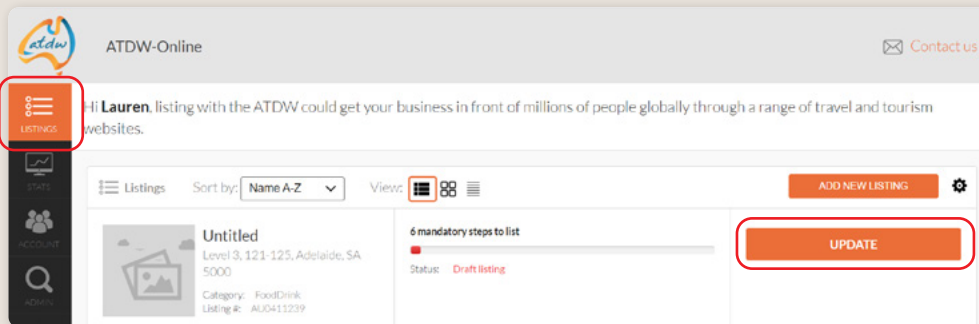 atdw
ATDW-Online
Contact us
LISTINGS
Hi Lauren, listing with the ATDW could get your business in front of millions of people globally through a range of travel and tourism
websites.
STATS
Listings Sort by: Name A-Z View: ADD NEW LISTING
ACCOUNT
Untitled
Level 3, 121-125, Adelaide, SA
5000
Category: FoodDrink
Listing #: AU0411239
6 mandatory steps to list
Status: Draft listing
UPDATE
ADMIN